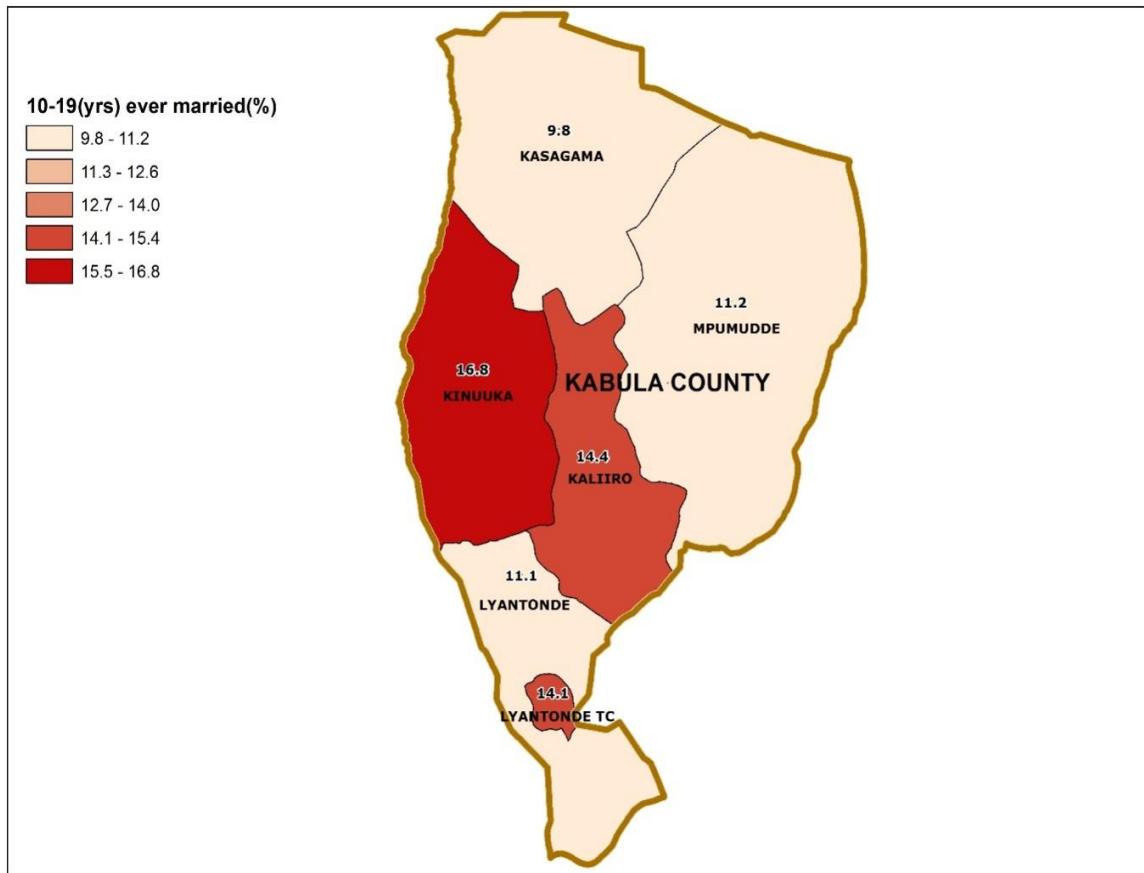 10-19(yrs) ever married(%)
9.8 - 11.2
11.3 - 12.6
12.7 - 14.0
14.1 - 15.4
15.5 - 16.8
9.8
KASAGAMA
11.2
MPUMUDDE
16.8
KINUUKA
KABULA COUNTY
14.4
KALIIRO
11.1
LYANTONDE
14.1
LYANTONDE TC